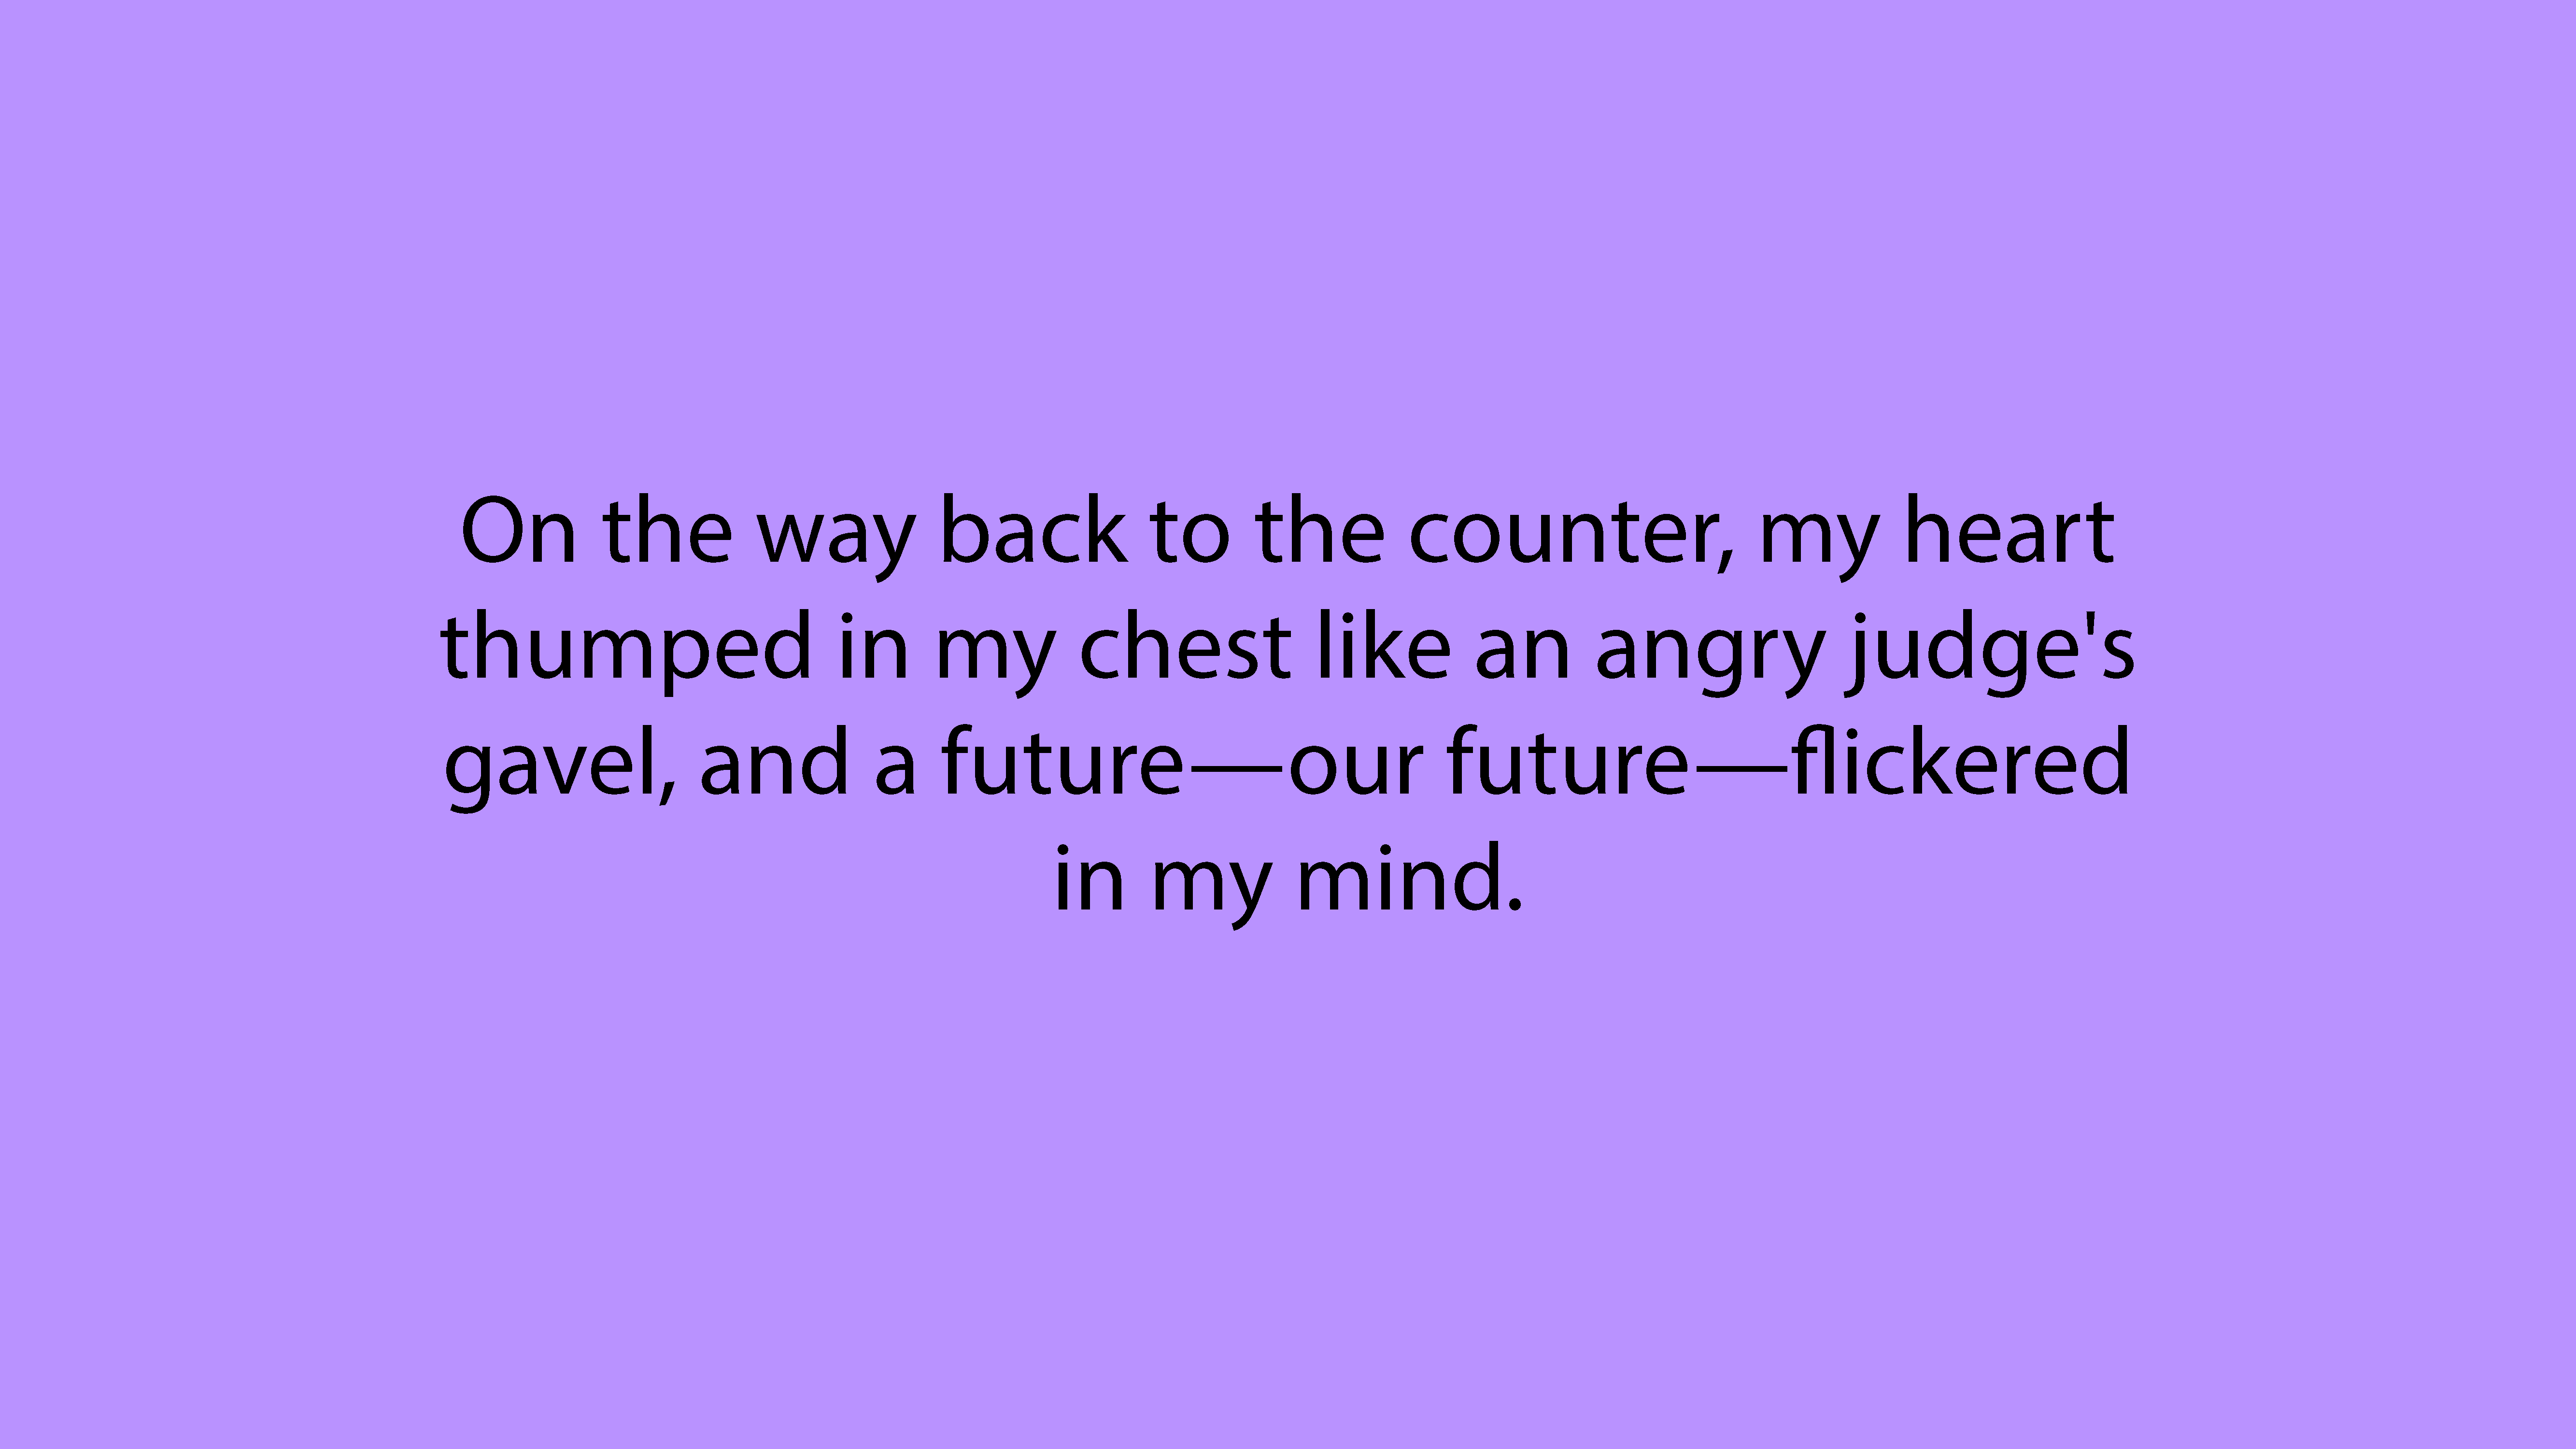 On the way back to the counter, my heart
thumped in my chest like an angry judge's
gavel, and a future—our future—flickered
in my mind.